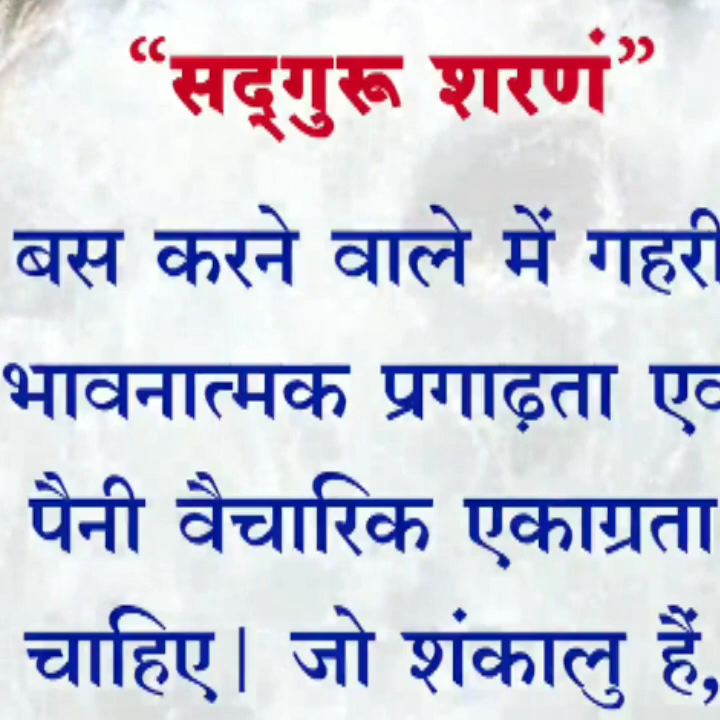 “सद्गुरू शरणं”
बस करने वाले में गहरी
भावनात्मक प्रगाढ़ता
पैनी वैचारिक एकाग्रता
चाहिए। जो शंकालु हैं,